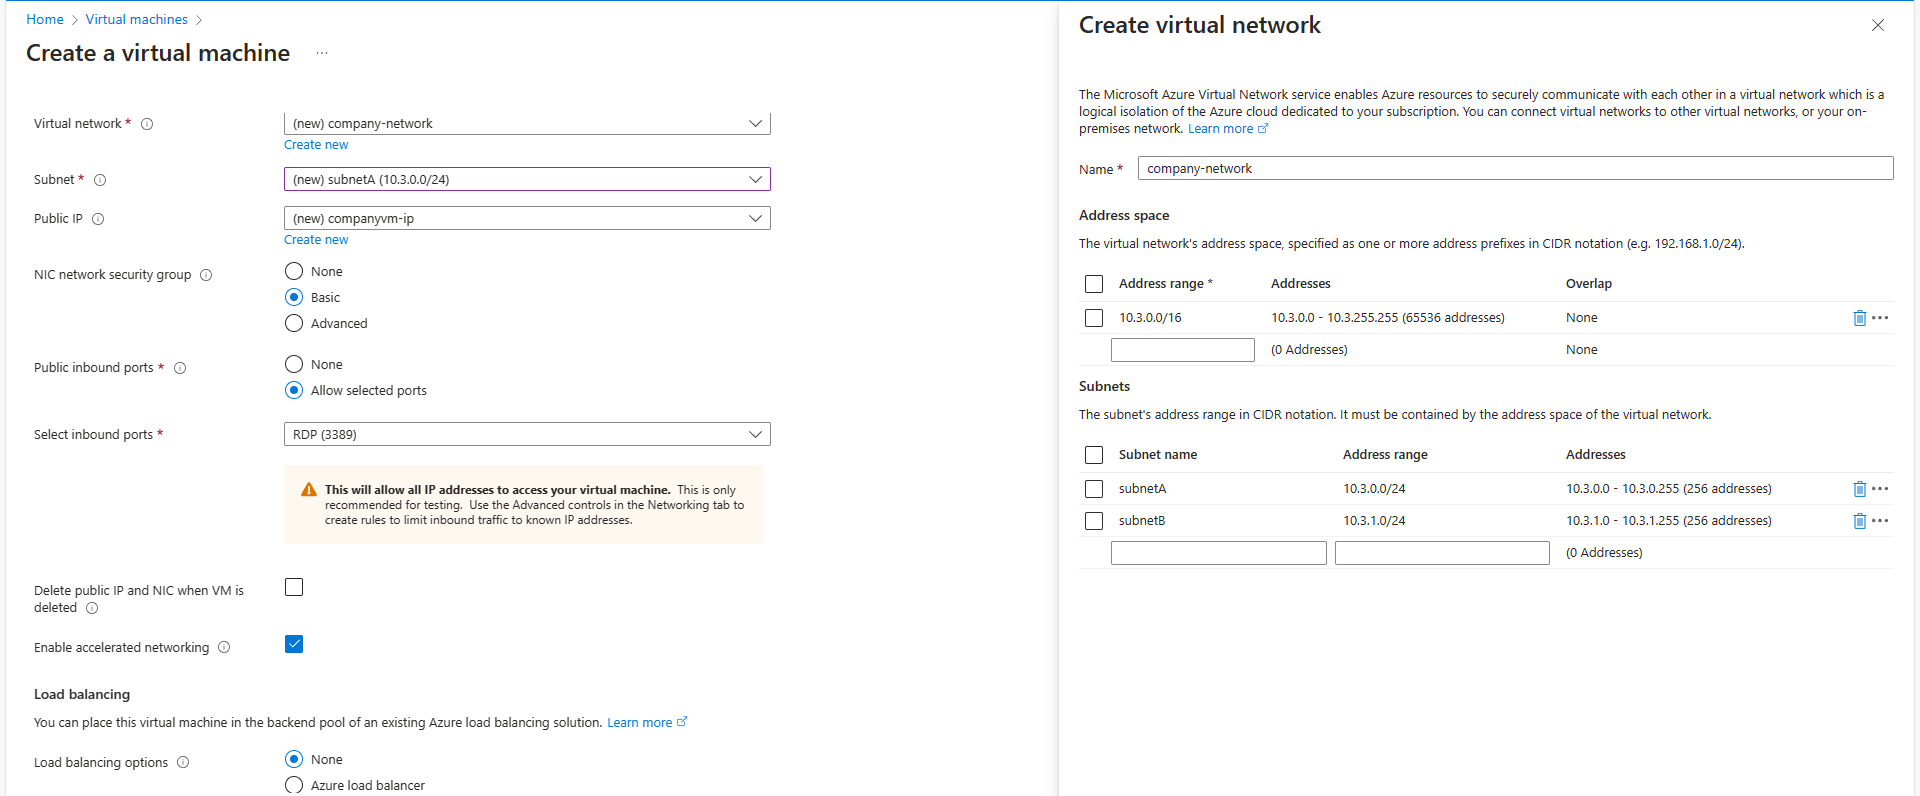 Home > Virtual machines >
Create a virtual machine ...
Virtual network *
(new) company-network
Create new
Subnet *
(new) subnetA (10.3.0.0/24)
Public IP
(new) companyvm-ip
Create new
NIC network security group
None
Basic
Advanced
Public inbound ports *
None
Allow selected ports
Select inbound ports *
RDP (3389)
This will allow all IP addresses to access your virtual machine. This is only
recommended for testing. Use the Advanced controls in the Networking tab to
create rules to limit inbound traffic to known IP addresses.
Delete public IP and NIC when VM is
deleted
Enable accelerated networking
Load balancing
You can place this virtual machine in the backend pool of an existing Azure load balancing solution. Learn more
Load balancing options
None
Azure load balancer
Create virtual network
The Microsoft Azure Virtual Network service enables Azure resources to securely communicate with each other in a virtual network which is a
logical isolation of the Azure cloud dedicated to your subscription. You can connect virtual networks to other virtual networks, or your on-
premises network. Learn more
Name *
company-network
Address space
The virtual network's address space, specified as one or more address prefixes in CIDR notation (e.g. 192.168.1.0/24).
Address range * Addresses Overlap
10.3.0.0/16 10.3.0.0 - 10.3.255.255 (65536 addresses) None
(0 Addresses) None
Subnets
The subnet's address range in CIDR notation. It must be contained by the address space of the virtual network.
Subnet name Address range Addresses
subnetA 10.3.0.0/24 10.3.0.0 - 10.3.0.255 (256 addresses)
subnetB 10.3.1.0/24 10.3.1.0 - 10.3.1.255 (256 addresses)
(0 Addresses)